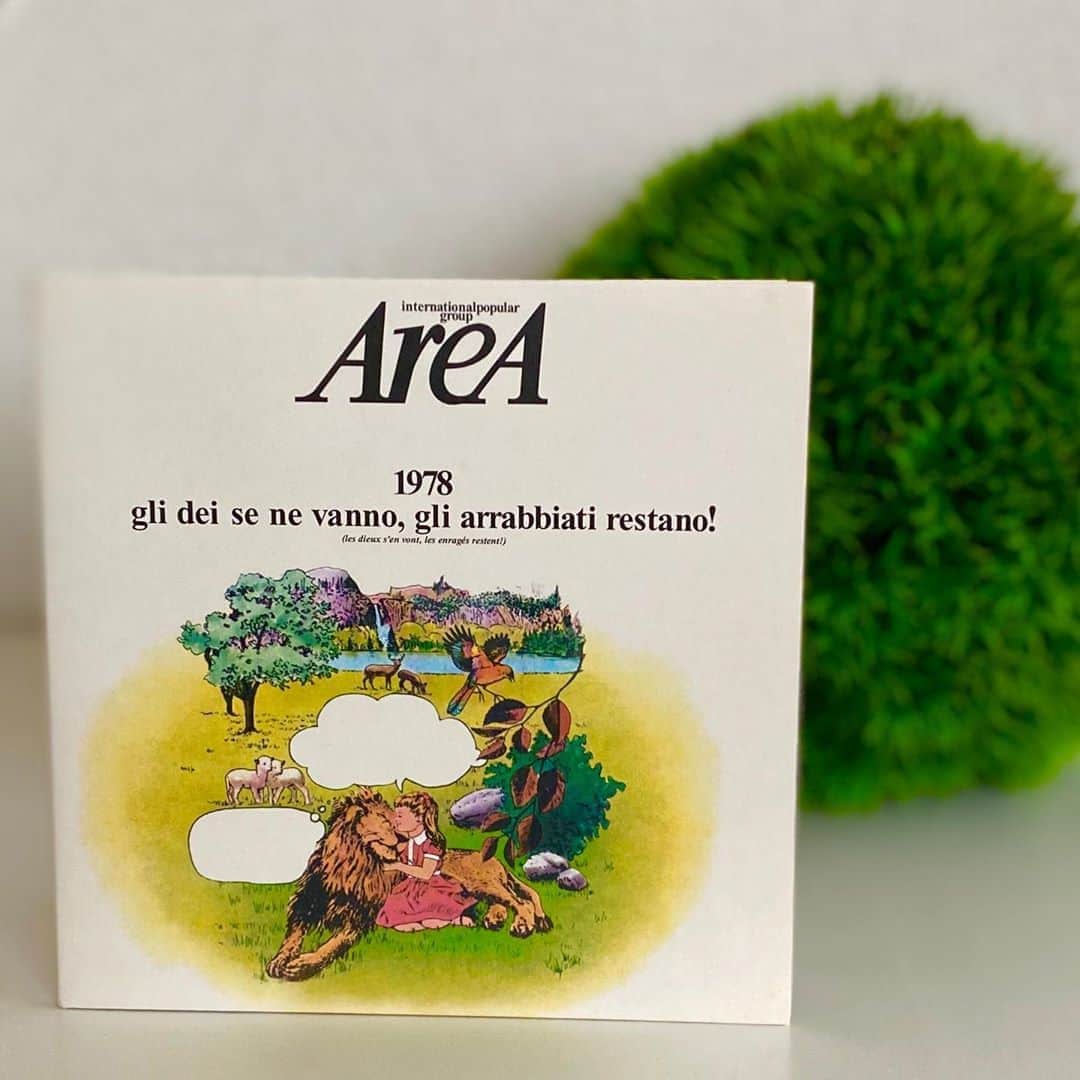 internationalpopular
group
AreA
1978
gli dei se ne vanno, gli arrabbiati restano!
(les dieux s'en vont, les enragés restent!)